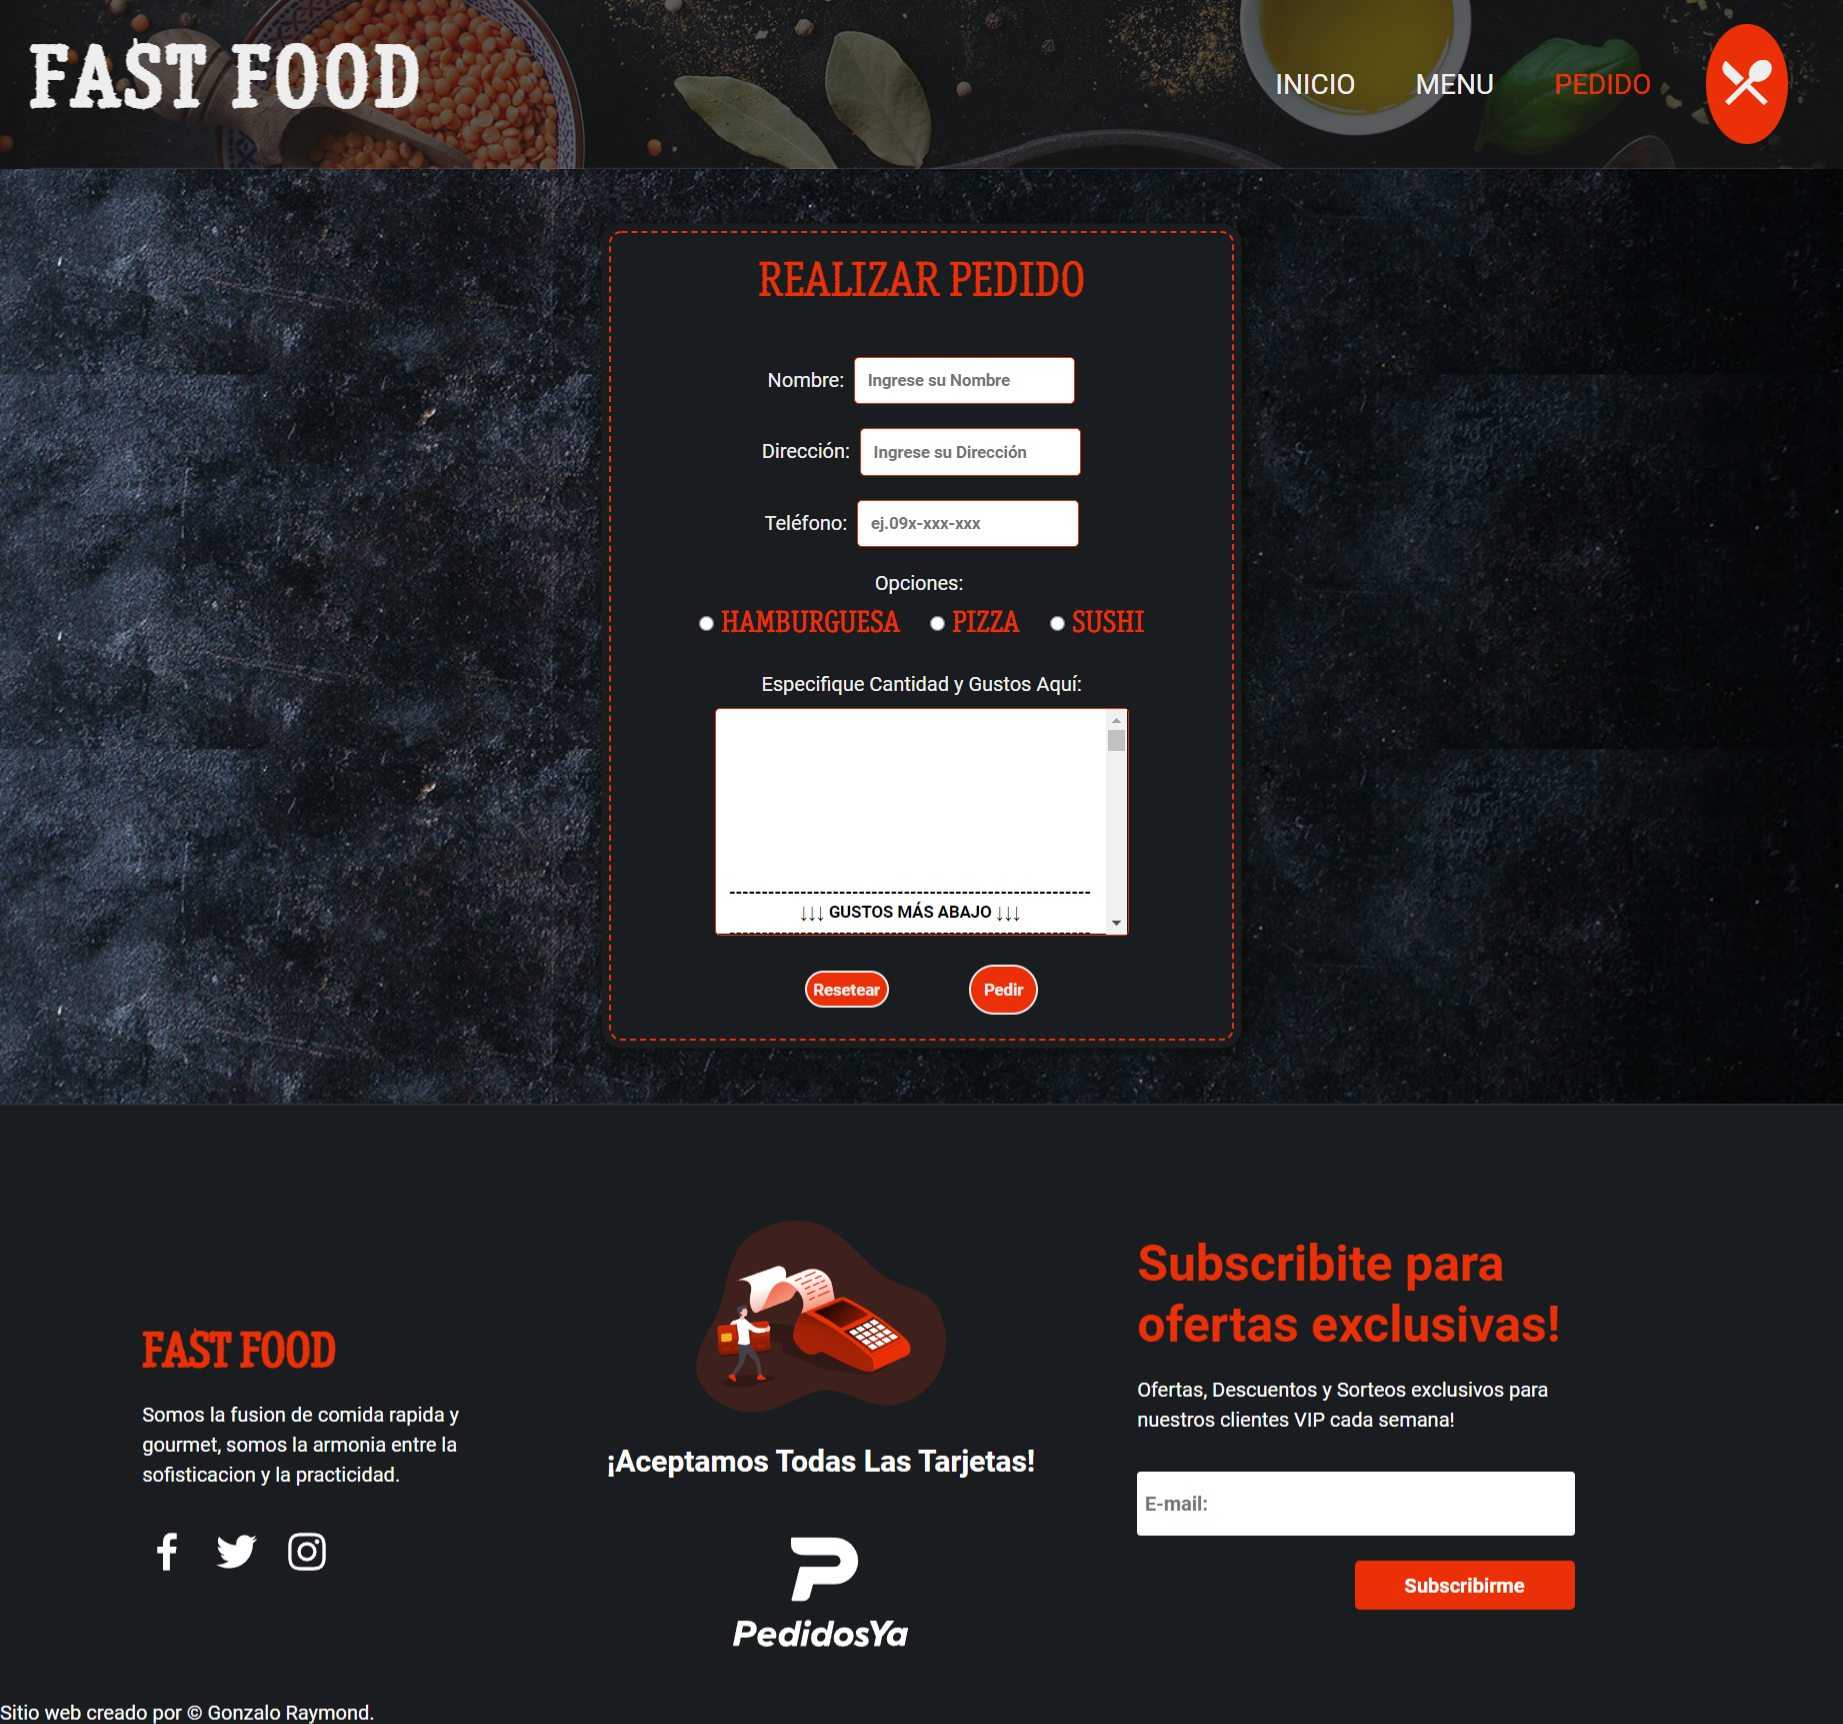 FAST FOOD
INICIO MENU PEDIDO
REALIZAR PEDIDO
Nombre: Ingrese su Nombre
Dirección: Ingrese su Dirección
Teléfono: ej.09x-xxx-xxx
Opciones:
HAMBURGUESA PIZZA SUSHI
Especifique Cantidad y Gustos Aquí:
--------------------------------------------------------
↓↓↓ GUSTOS MÁS ABAJO ↓↓↓
--------------------------------------------------------
Resetear Pedir
FAST FOOD
Somos la fusion de comida rapida y
gourmet, somos la armonia entre la
sofisticacion y la practicidad.
¡Aceptamos Todas Las Tarjetas!
PedidosYa
Subscribite para
ofertas exclusivas!
Ofertas, Descuentos y Sorteos exclusivos para
nuestros clientes VIP cada semana!
E-mail:
Subscribirme
Sitio web creado por © Gonzalo Raymond.